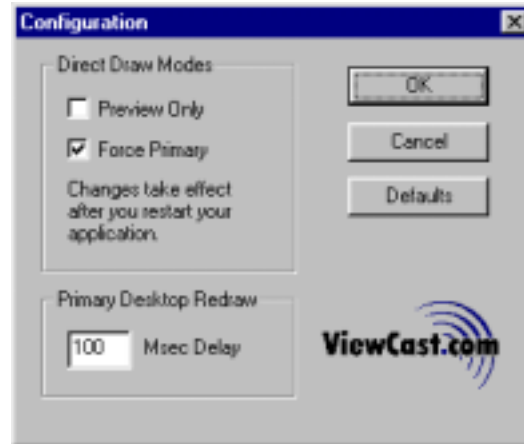 Configuration
Direct Draw Modes
Preview Only
Force Primary
Changes take effect
after you restart your
application.
OK
Cancel
Defaults
Primary Desktop Redraw
100 Msec Delay
ViewCast.com